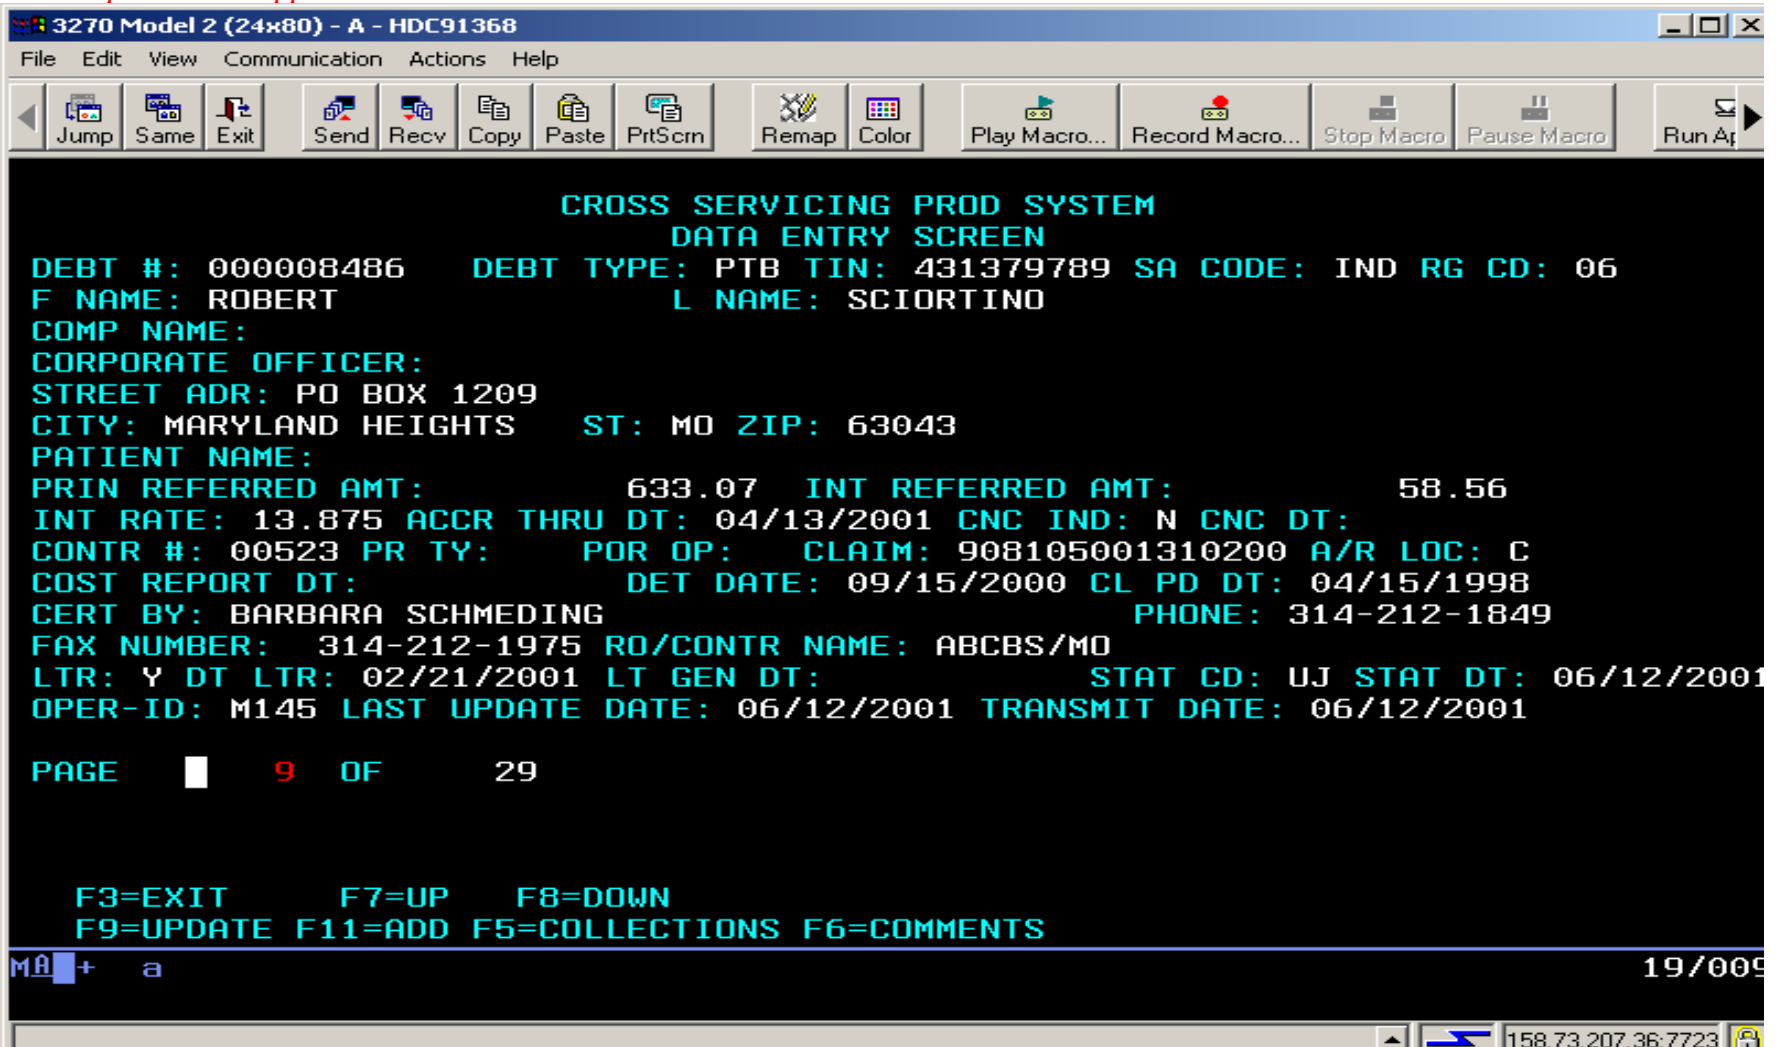 3270 Model 2 (24x80) - A - HDC91368
File Edit View Communication Actions Help
Jump Same Exit Send Recv Copy Paste PrtScrn Remap Color Play Macro... Record Macro... Stop Macro Pause Macro Run
CROSS SERVICING PROD SYSTEM
DATA ENTRY SCREEN
DEBT #: 000008486 DEBT TYPE: PTB TIN: 431379789 SA CODE: IND RG CD: 06
F NAME: ROBERT L NAME: SCIORTINO
COMP NAME:
CORPORATE OFFICER:
STREET ADR: PO BOX 1209
CITY: MARYLAND HEIGHTS ST: MO ZIP: 63043
PATIENT NAME:
PRIN REFERRED AMT: 633.07 INT REFERRED AMT: 58.56
INT RATE: 13.875 ACCR THRU DT: 04/13/2001 CNC IND: N CNC DT:
CONTR #: 00523 PR TY: POR OP: CLAIM: 908105001310200 A/R LOC: C
COST REPORT DT: DET DATE: 09/15/2000 CL PD DT: 04/15/1998
CERT BY: BARBARA SCHMEDING PHONE: 314-212-1849
FAX NUMBER: 314-212-1975 RO/CONTR NAME: ABCBS/MO
LTR: Y DT LTR: 02/21/2001 LT GEN DT: STAT CD: UJ STAT DT: 06/12/2001
OPER-ID: M145 LAST UPDATE DATE: 06/12/2001 TRANSMIT DATE: 06/12/2001
PAGE 9 OF 29
F3=EXIT F7=UP F8=DOWN
F9=UPDATE F11=ADD F5=COLLECTIONS F6=COMMENTS
MA + a 19/009
158.73.207.36:7723